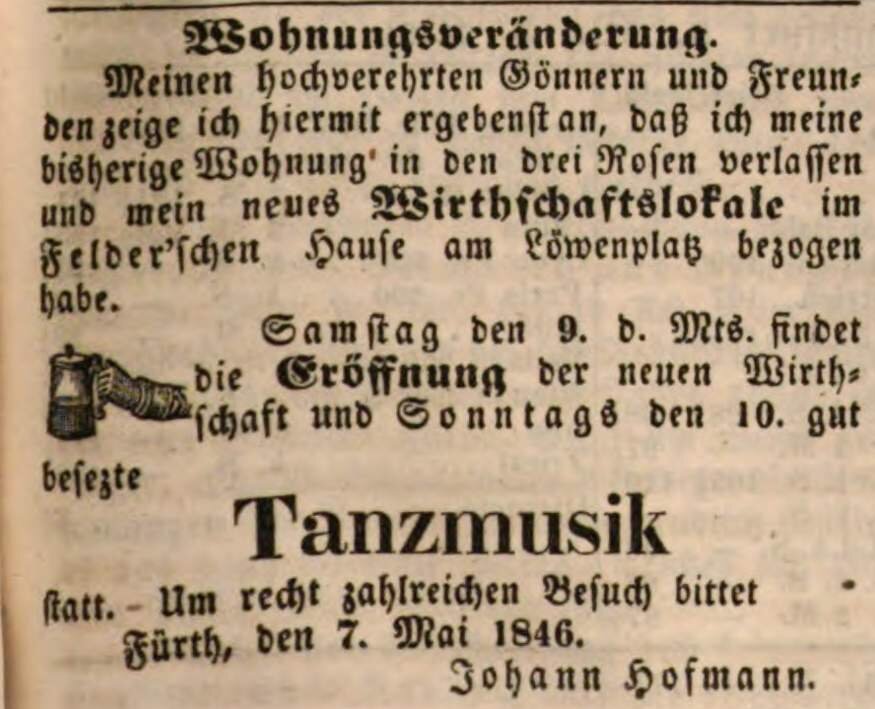 Wohnungsveränderung.
Meinen hochverehrten Gönnern und Freun-
den zeige ich hiermit ergebenst an, daß ich meine
bisherige Wohnung in den drei Rosen verlassen
und mein neues Wirthschaftslokale im
Felder'schen Hause am Löwenplatz bezogen
habe.
Samstag den 9. d. Mts. findet
die Eröffnung der neuen Wirth-
schaft und Sonntags den 10. gut
besezte
Tanzmusik
statt. - Um recht zahlreichen Besuch bittet
Fürth, den 7. Mai 1846.
Johann Hofmann.